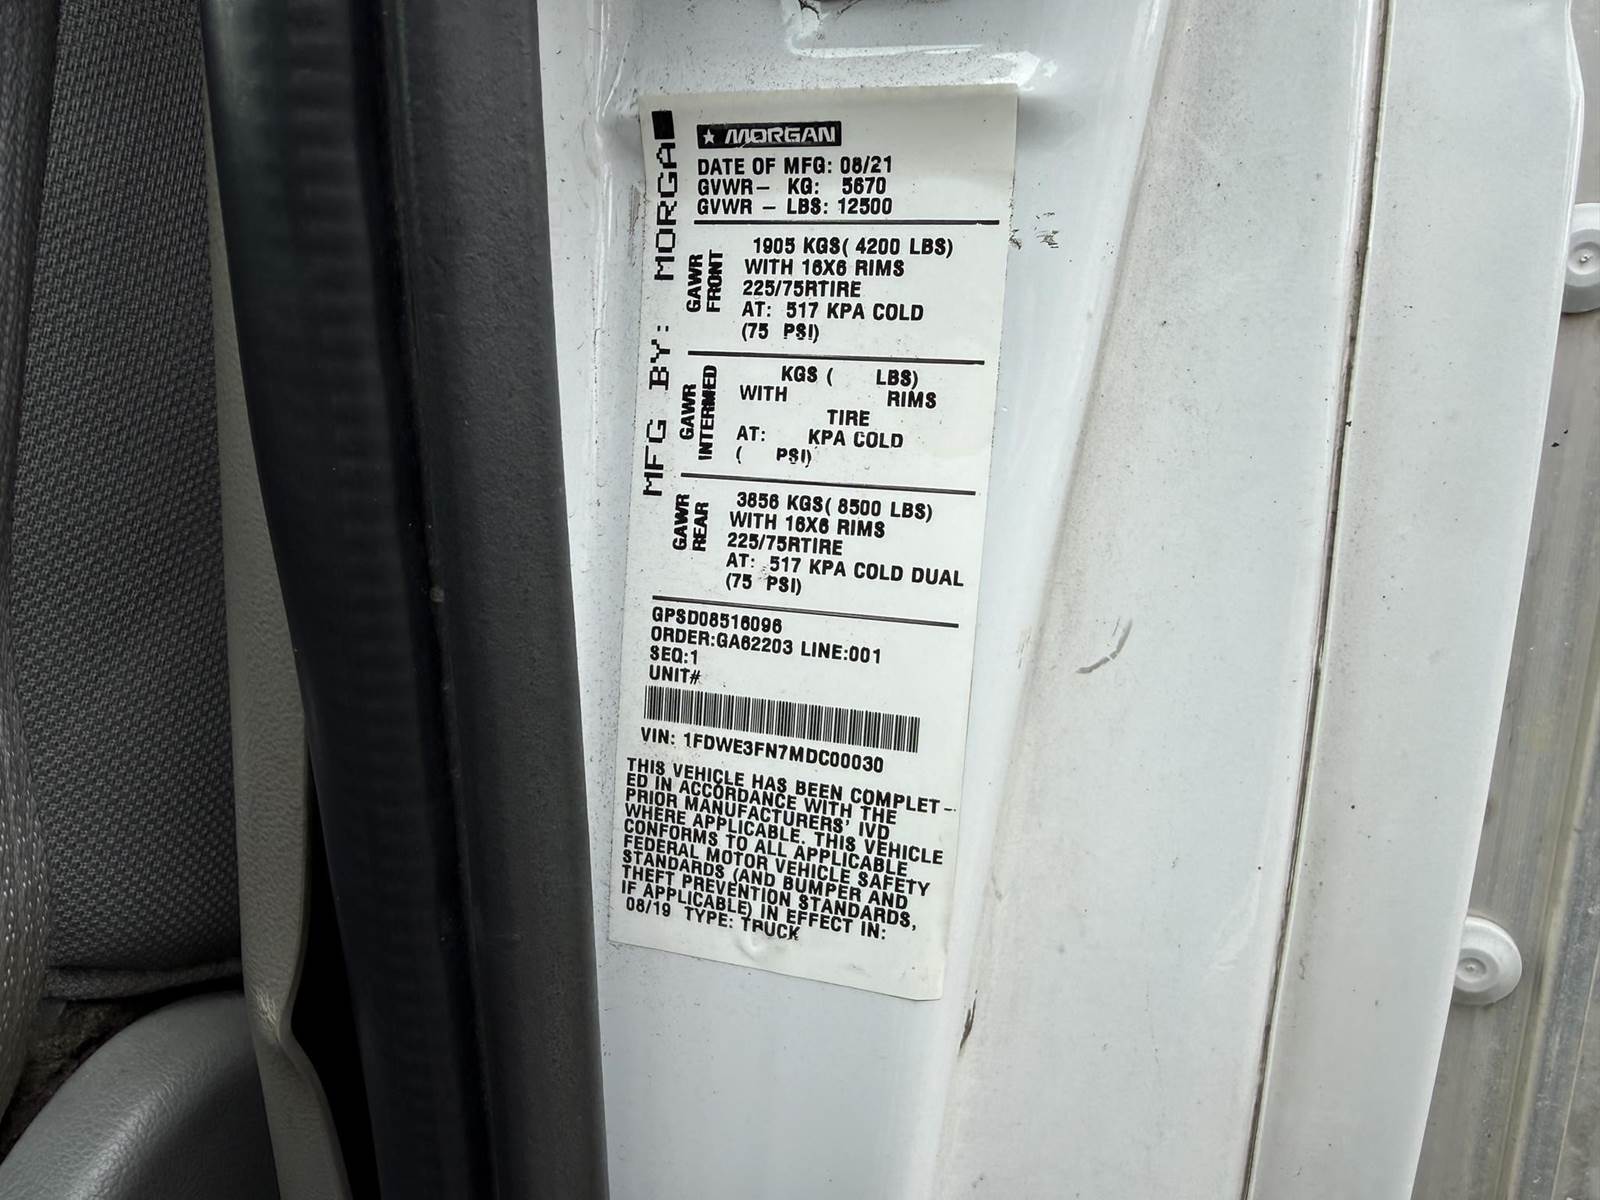 MORGAN
DATE OF MFG: 08/21
GVWR- KG: 5670
GVWR - LBS: 12500
MFG BY: MORGA
GAWR FRONT
1905 KGS( 4200 LBS)
WITH 16X6 RIMS
225/75RTIRE
AT: 517 KPA COLD
(75 PSI)
GAWR INTERMED
KGS ( LBS)
WITH RIMS
TIRE
AT: KPA COLD
( PSI)
GAWR REAR
3856 KGS( 8500 LBS)
WITH 16X6 RIMS
225/75RTIRE
AT: 517 KPA COLD DUAL
(75 PSI)
GPSD08516096
ORDER:GA62203 LINE:001
SEQ:1
UNIT#
VIN: 1FDWE3FN7MDC00030
THIS VEHICLE HAS BEEN COMPLET-
ED IN ACCORDANCE WITH THE
PRIOR MANUFACTURERS' IVD
WHERE APPLICABLE. THIS VEHICLE
CONFORMS TO ALL APPLICABLE
FEDERAL MOTOR VEHICLE SAFETY
STANDARDS (AND BUMPER AND
THEFT PREVENTION STANDARDS,
IF APPLICABLE) IN EFFECT IN:
08/19 TYPE: TRUCK